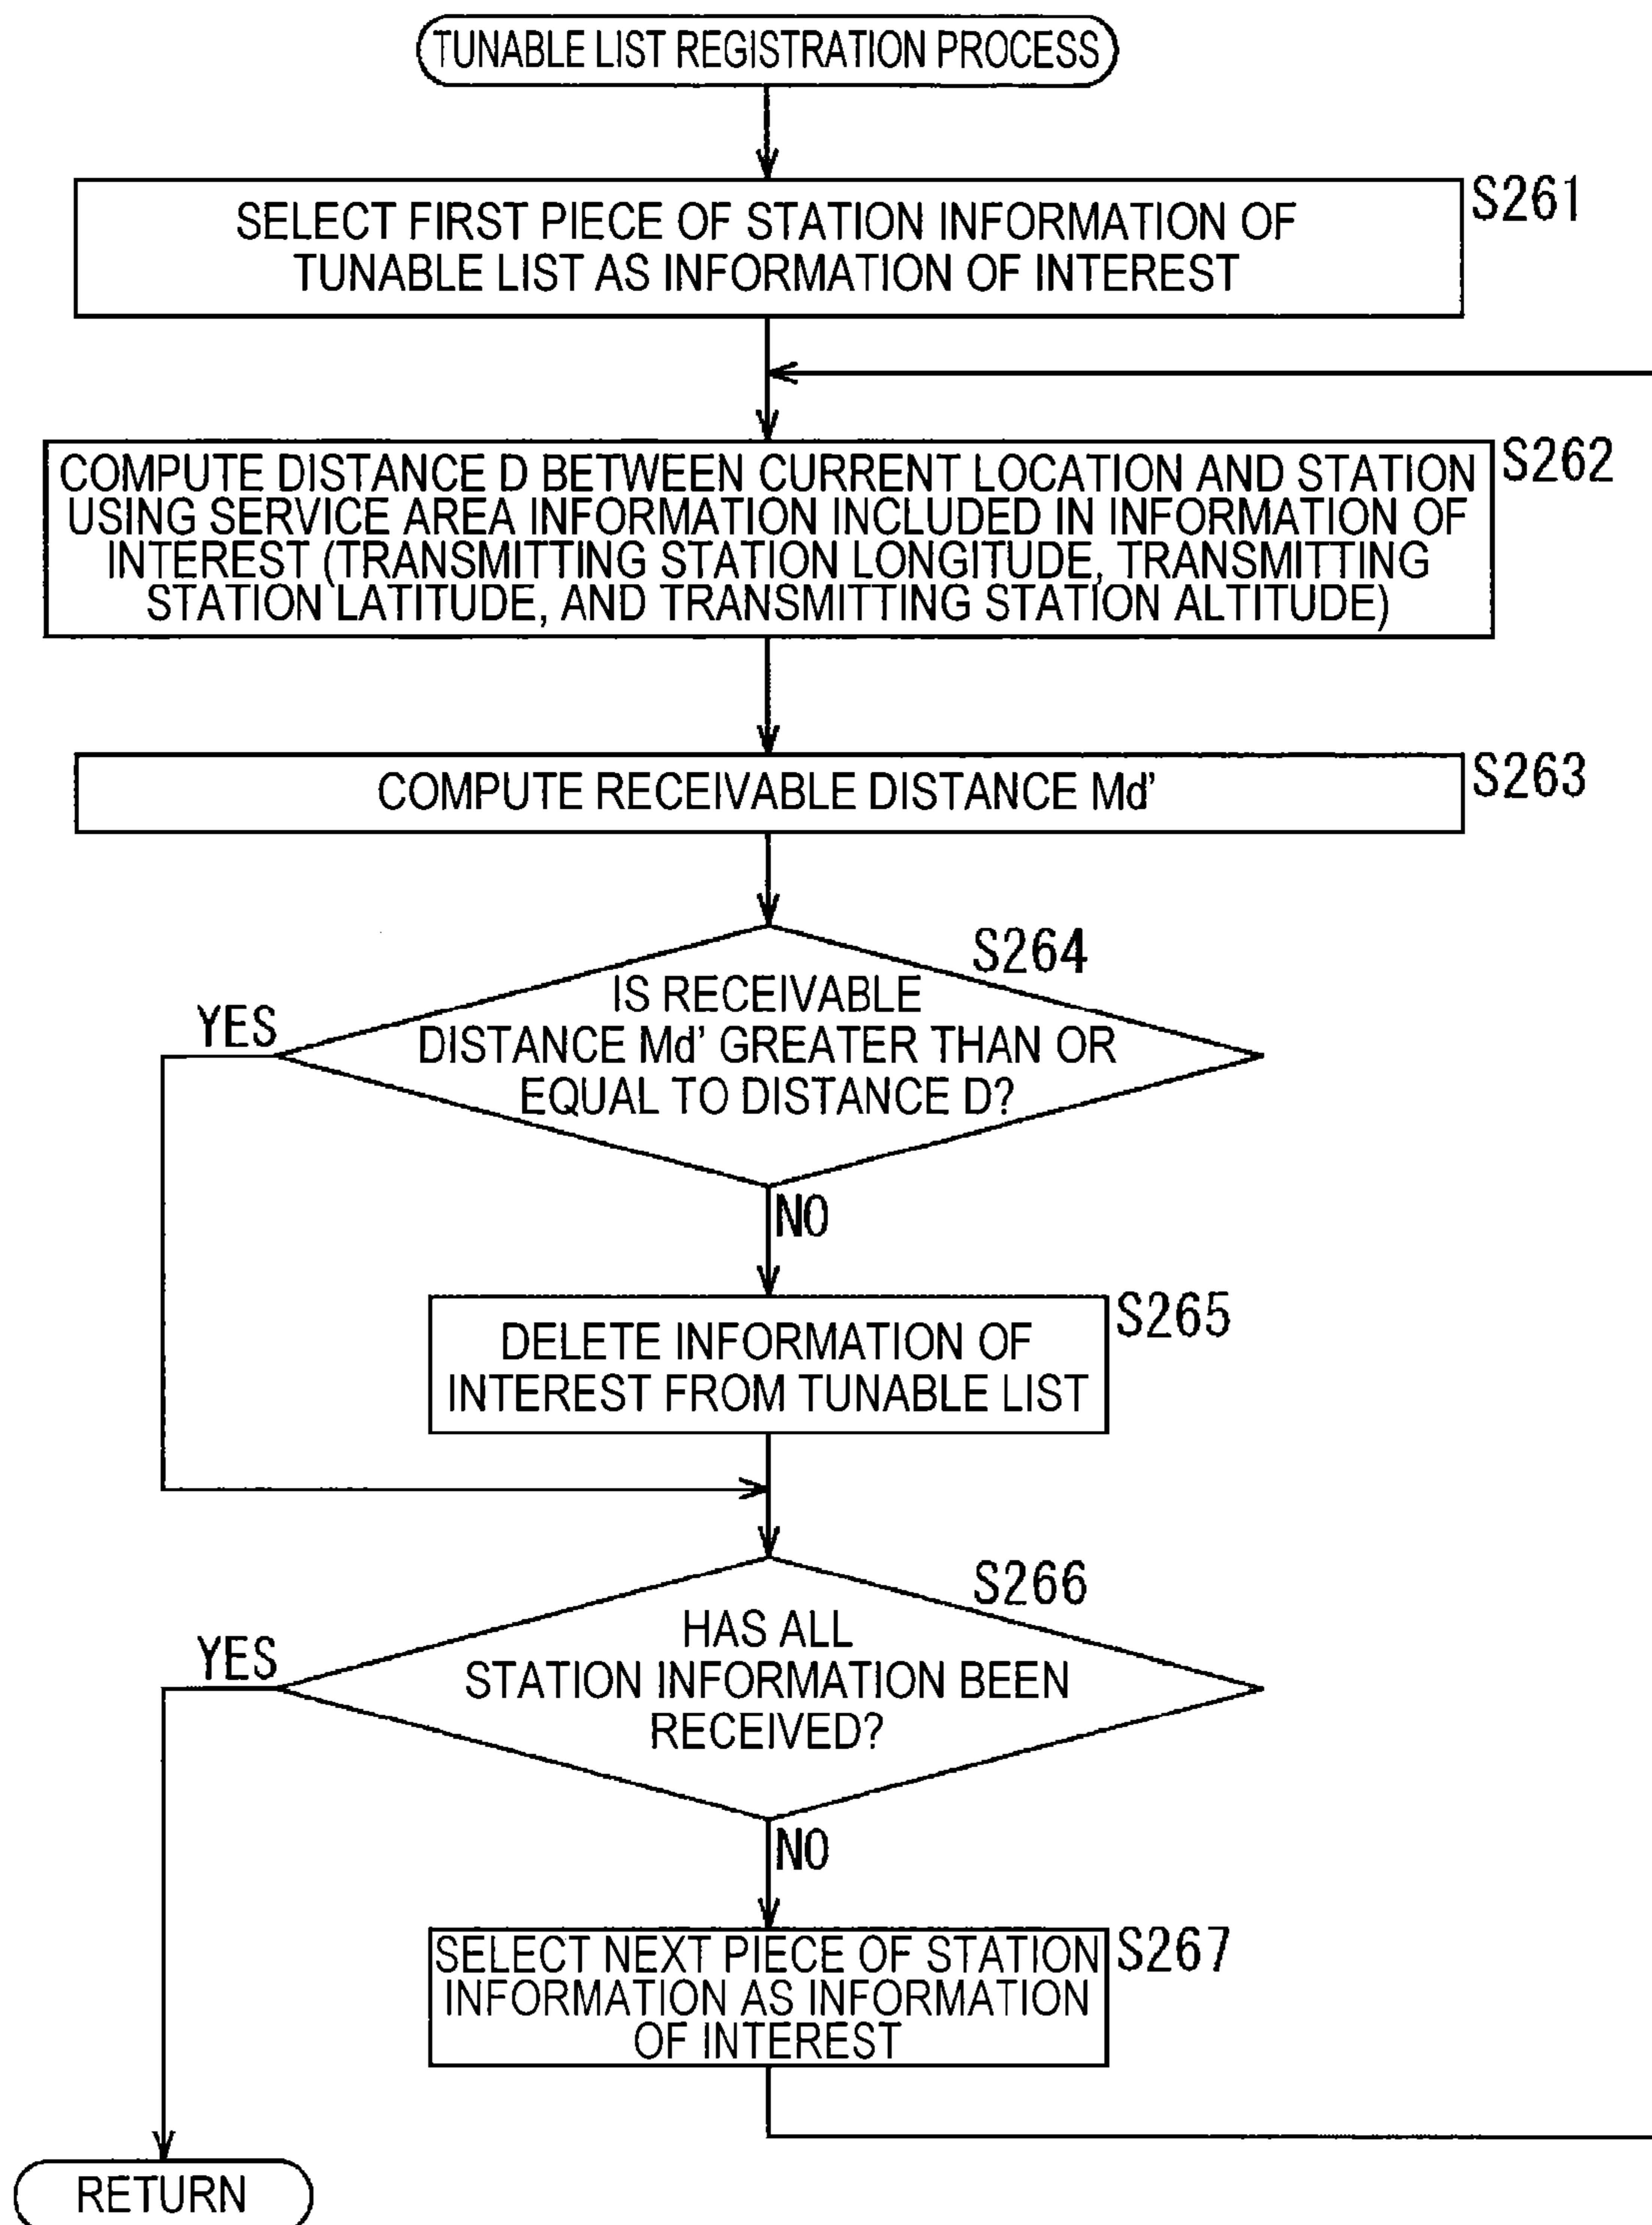 TUNABLE LIST REGISTRATION PROCESS
S261
SELECT FIRST PIECE OF STATION INFORMATION OF
TUNABLE LIST AS INFORMATION OF INTEREST
S262
COMPUTE DISTANCE D BETWEEN CURRENT LOCATION AND STATION
USING SERVICE AREA INFORMATION INCLUDED IN INFORMATION OF
INTEREST (TRANSMITTING STATION LONGITUDE, TRANSMITTING
STATION LATITUDE, AND TRANSMITTING STATION ALTITUDE)
S263
COMPUTE RECEIVABLE DISTANCE Md'
S264
IS RECEIVABLE
DISTANCE Md' GREATER THAN OR
EQUAL TO DISTANCE D?
YES
NO
S265
DELETE INFORMATION OF
INTEREST FROM TUNABLE LIST
S266
HAS ALL
STATION INFORMATION BEEN
RECEIVED?
YES
NO
S267
SELECT NEXT PIECE OF STATION
INFORMATION AS INFORMATION
OF INTEREST
RETURN